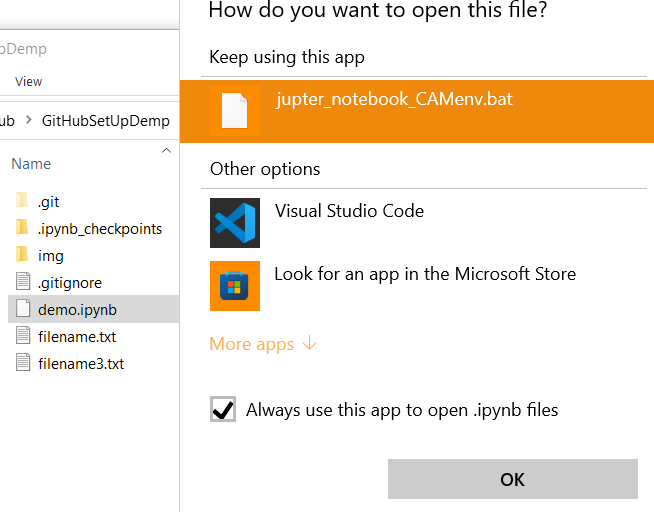 How do you want to open this file?
Keep using this app
jupter_notebook_CAMenv.bat
Other options
Visual Studio Code
Look for an app in the Microsoft Store
More apps
Always use this app to open .ipynb files
OK
pDemp
View
ub > GitHubSetUpDemp
Name
.git
.ipynb_checkpoints
img
.gitignore
demo.ipynb
filename.txt
filename3.txt